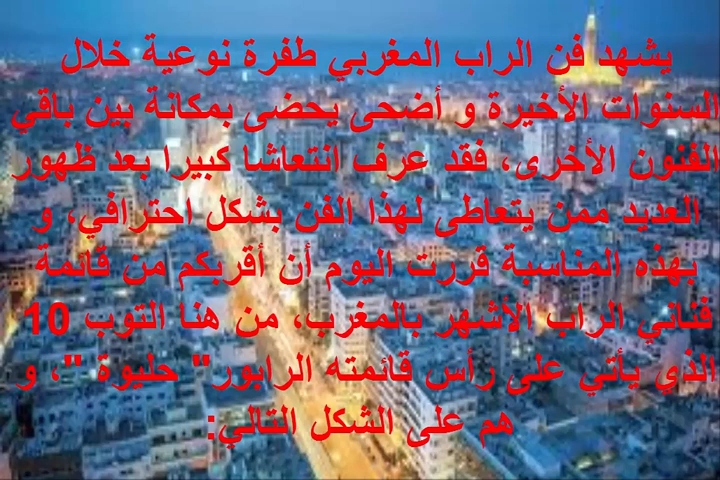 يشهد فن الراب المغربي طفرة نوعية خلال
السنوات الأخيرة و أضحى يحضى بمكانة بين باقي
الفنون الأخرى، فقد عرف انتعاشا كبيرا بعد ظهور
العديد ممن يتعاطى لهذا الفن بشكل احترافي، و
بهذه المناسبة قررت اليوم أن أقربكم من قائمة
فناني الراب الأشهر بالمغرب، من هنا التوب 10
الذي يأتي على رأس قائمته الرابور" حليوة "، و
هم على الشكل التالي: